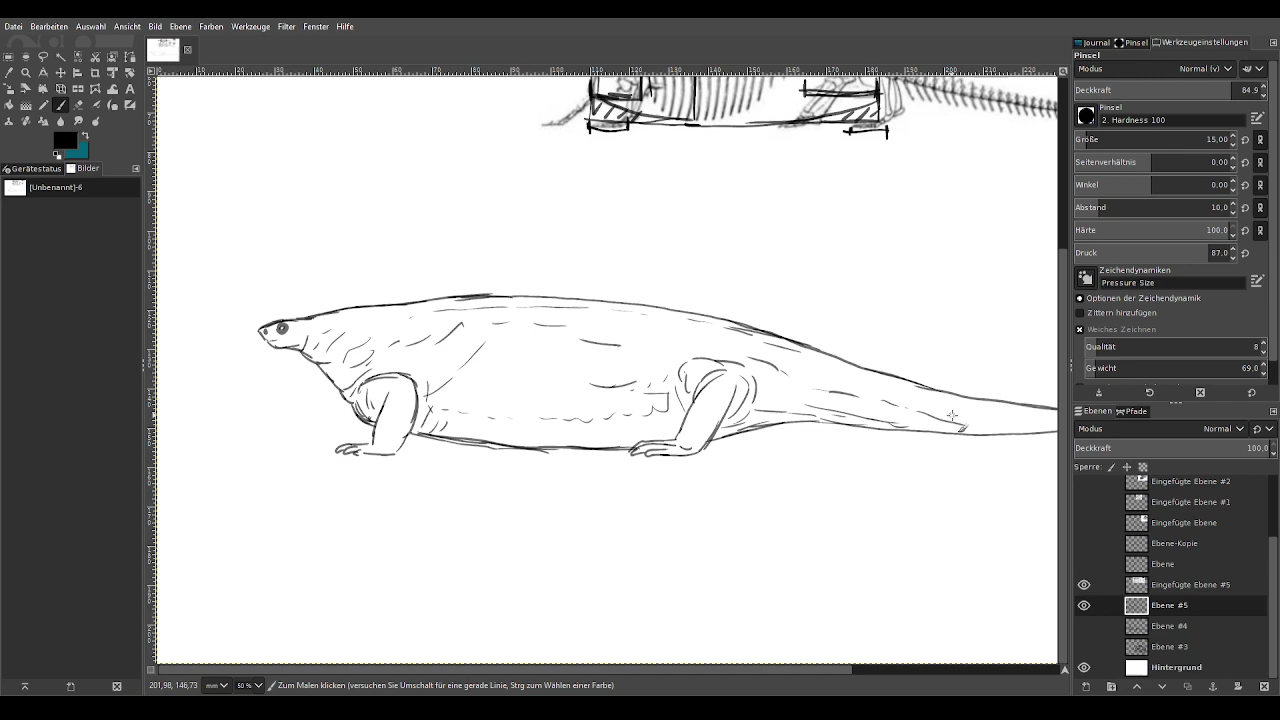 Datei Bearbeiten Auswahl Ansicht Bild Ebene Farben Werkzeuge Filter Fenster Hilfe
Journal Pinsel Werkzeugeinstellungen
Pinsel
Modus Normal (v)
Deckkraft 84.9
Pinsel
2. Hardness 100
Größe 15,00
Seitenverhältnis 0.00
Winkel 0.00
Abstand 10,0
Härte 100,0
Druck 87.0
Zeichendynamiken
Pressure Size
Optionen der Zeichendynamik
Zittern hinzufügen
Weiches Zeichnen
Qualität 8
Gewicht 69.0
Gerätestatus Bilder
[Unbenannt]-6
Ebenen Pfade
Modus Normal
Deckkraft 100,0
Sperre:
Eingefügte Ebene #2
Eingefügte Ebene #1
Eingefügte Ebene
Ebene-Kopie
Ebene
Eingefügte Ebene #5
Ebene #5
Ebene #4
Ebene #3
Hintergrund
201,98, 146,73 mm 50 % Zum Malen klicken (versuchen Sie Umschalt für eine gerade Linie, Strg zum Wählen einer Farbe)